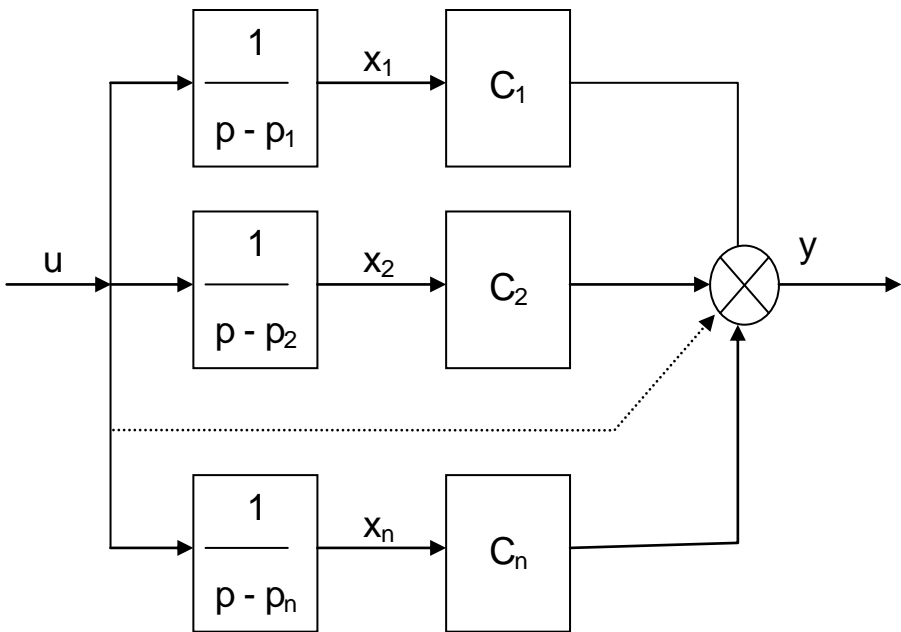 1
p - p₁
x₁
C₁
u
1
p - p₂
x₂
C₂
y
1
p - pₙ
xₙ
Cₙ